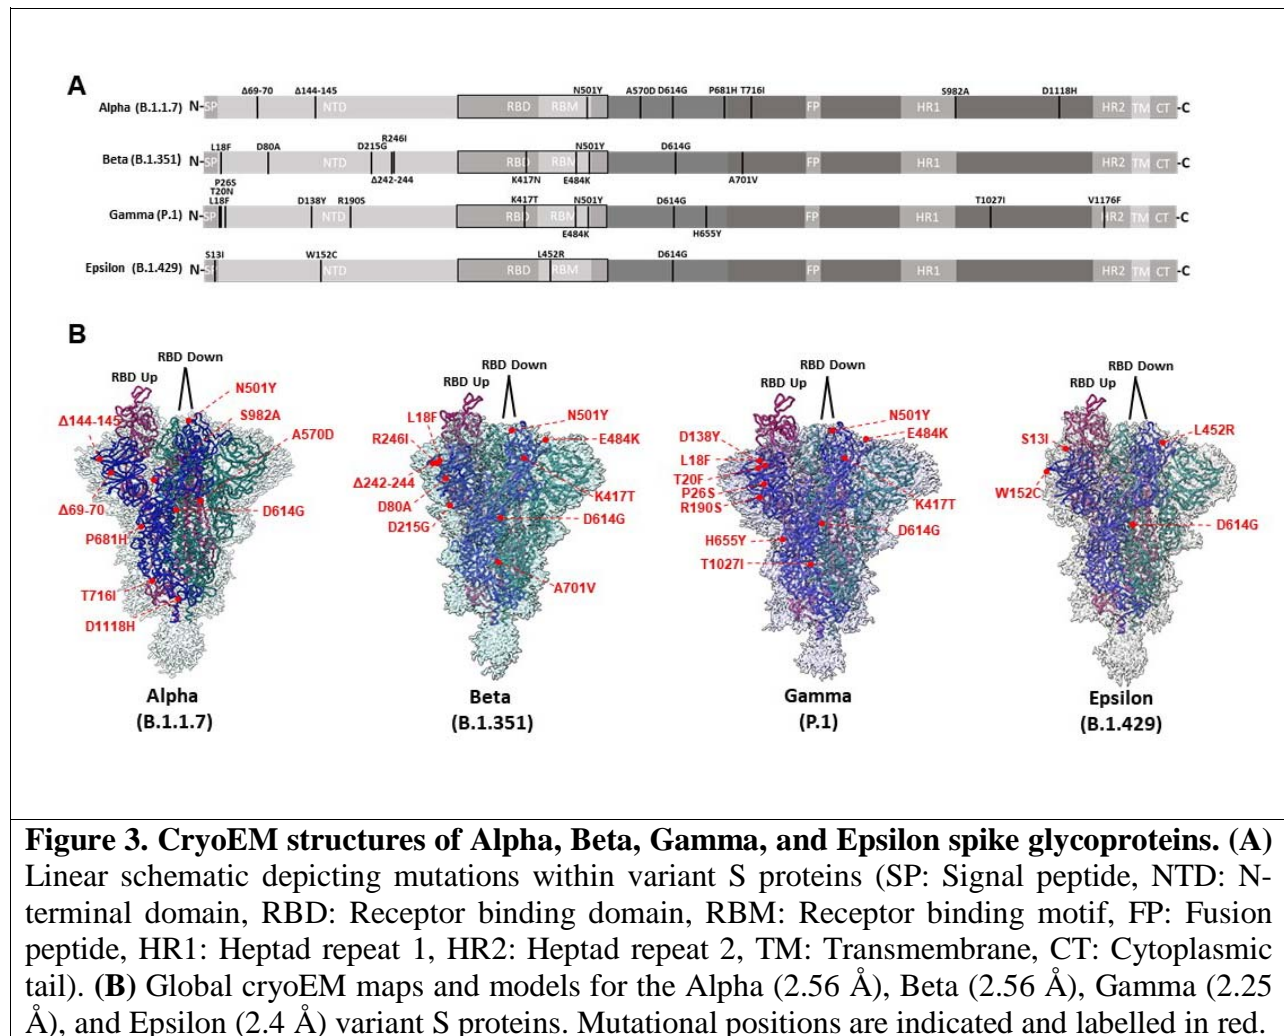 A
Δ69-70 Δ144-145 N501Y A570D D614G P681H T716I S982A D1118H
Alpha (B.1.1.7) N- SP NTD RBD RBM FP HR1 HR2 TM CT -C
R246I
L18F D80A D215G N501Y D614G
Beta (B.1.351) N- SP NTD RBD RBM FP HR1 HR2 TM CT -C
Δ242-244 K417N E484K A701V
P26S
T20N
L18F D138Y R190S K417T N501Y D614G T1027I V1176F
Gamma (P.1) N- SP NTD RBD RBM FP HR1 HR2 TM CT -C
E484K H655Y
S13I W152C L452R D614G
Epsilon (B.1.429) N- SP NTD RBD RBM FP HR1 HR2 TM CT -C
B
RBD Down
RBD Up
N501Y
Δ144-145
S982A
A570D
Δ69-70
D614G
P681H
T716I
D1118H
Alpha
(B.1.1.7)
RBD Down
RBD Up
L18F
N501Y
R246I
E484K
Δ242-244
K417T
D80A
D614G
D215G
A701V
Beta
(B.1.351)
RBD Down
RBD Up
N501Y
D138Y
E484K
L18F
T20F
P26S
K417T
R190S
D614G
H655Y
T1027I
Gamma
(P.1)
RBD Down
RBD Up
S13I
L452R
W152C
D614G
Epsilon
(B.1.429)
Figure 3. CryoEM structures of Alpha, Beta, Gamma, and Epsilon spike glycoproteins. (A)
Linear schematic depicting mutations within variant S proteins (SP: Signal peptide, NTD: N-
terminal domain, RBD: Receptor binding domain, RBM: Receptor binding motif, FP: Fusion
peptide, HR1: Heptad repeat 1, HR2: Heptad repeat 2, TM: Transmembrane, CT: Cytoplasmic
tail). (B) Global cryoEM maps and models for the Alpha (2.56 Å), Beta (2.56 Å), Gamma (2.25
Å), and Epsilon (2.4 Å) variant S proteins. Mutational positions are indicated and labelled in red.